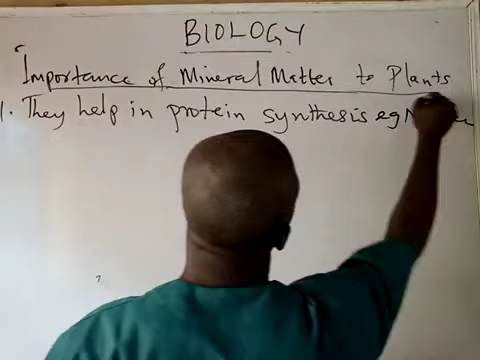 BIOLOGY
Importance of Mineral Matter to Plants
1. They help in protein synthesis eg